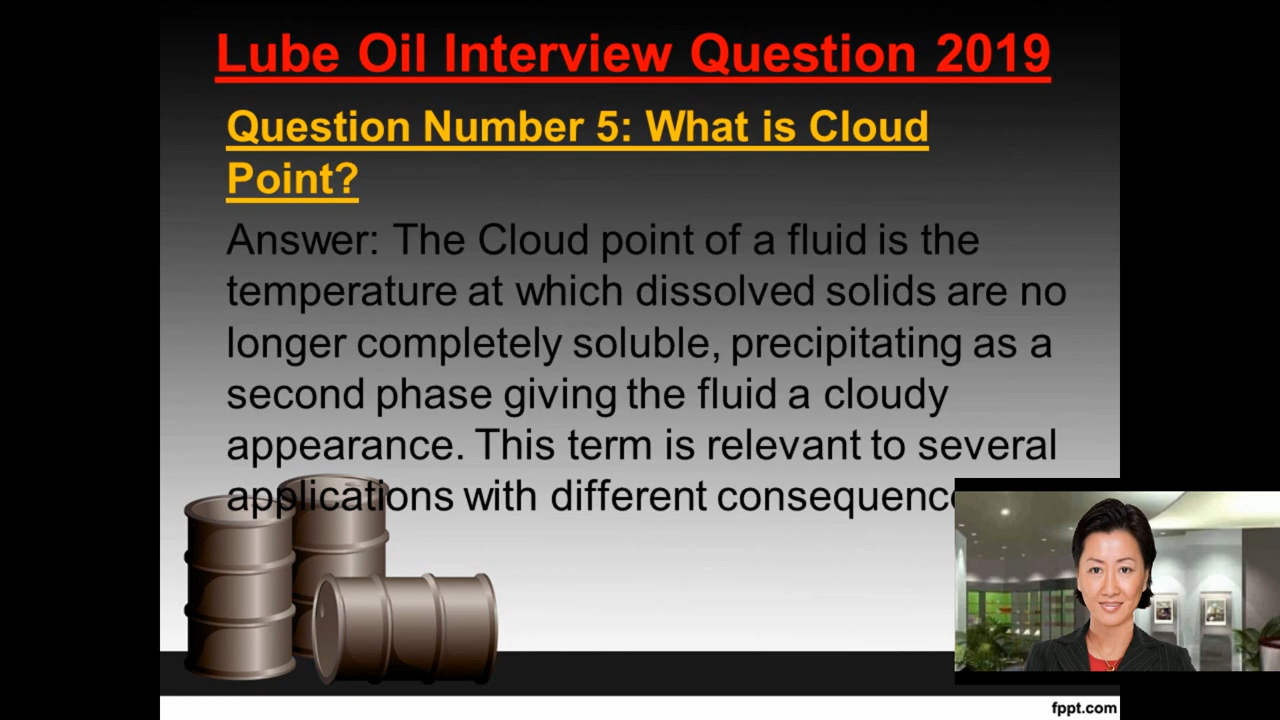 Lube Oil Interview Question 2019
Question Number 5: What is Cloud
Point?
Answer: The Cloud point of a fluid is the
temperature at which dissolved solids are no
longer completely soluble, precipitating as a
second phase giving the fluid a cloudy
appearance. This term is relevant to several
applications with different
fppt.com